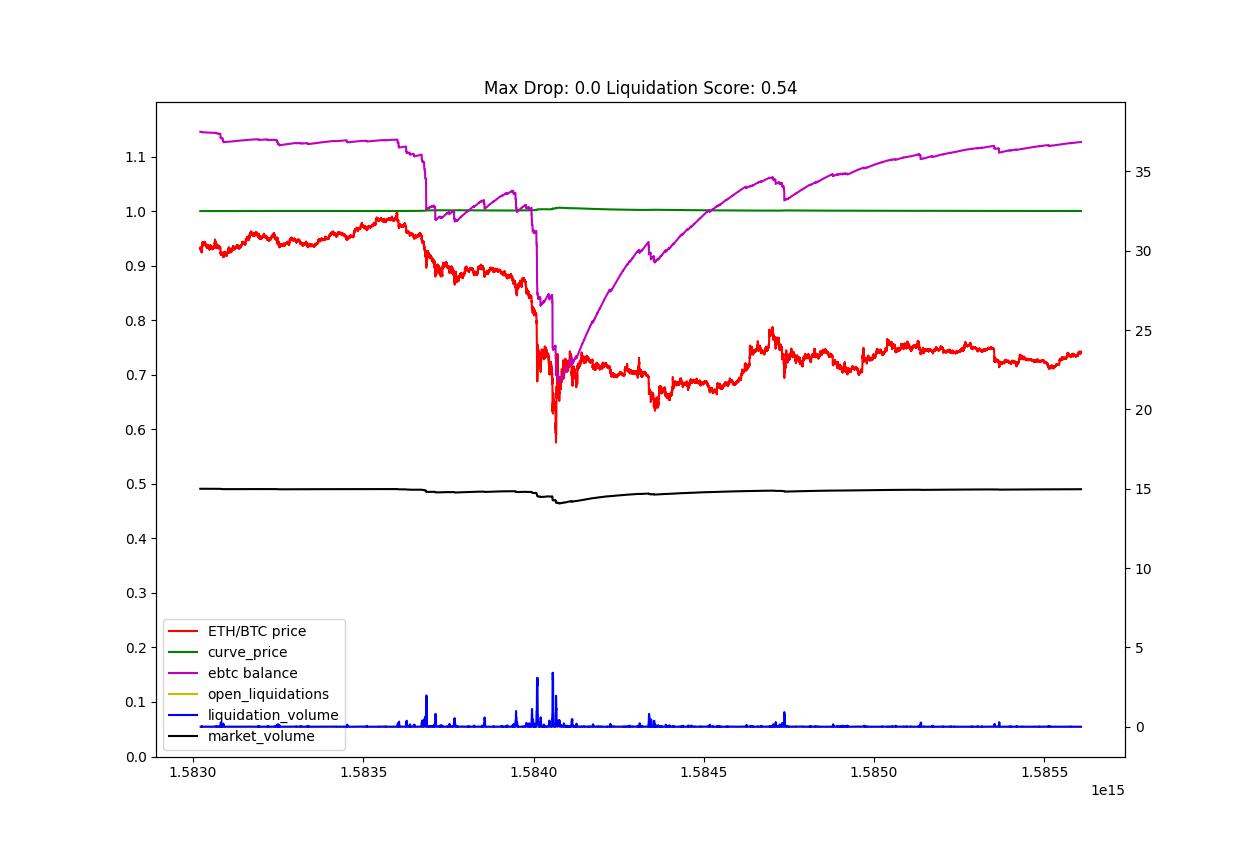 Max Drop: 0.0 Liquidation Score: 0.54
1.1
1.0
0.9
0.8
0.7
0.6
0.5
0.4
0.3
0.2
0.1
0.0
35
30
25
20
15
10
5
0
ETH/BTC price
curve_price
ebtc balance
open_liquidations
liquidation_volume
market_volume
1.5830 1.5835 1.5840 1.5845 1.5850 1.5855
1e15